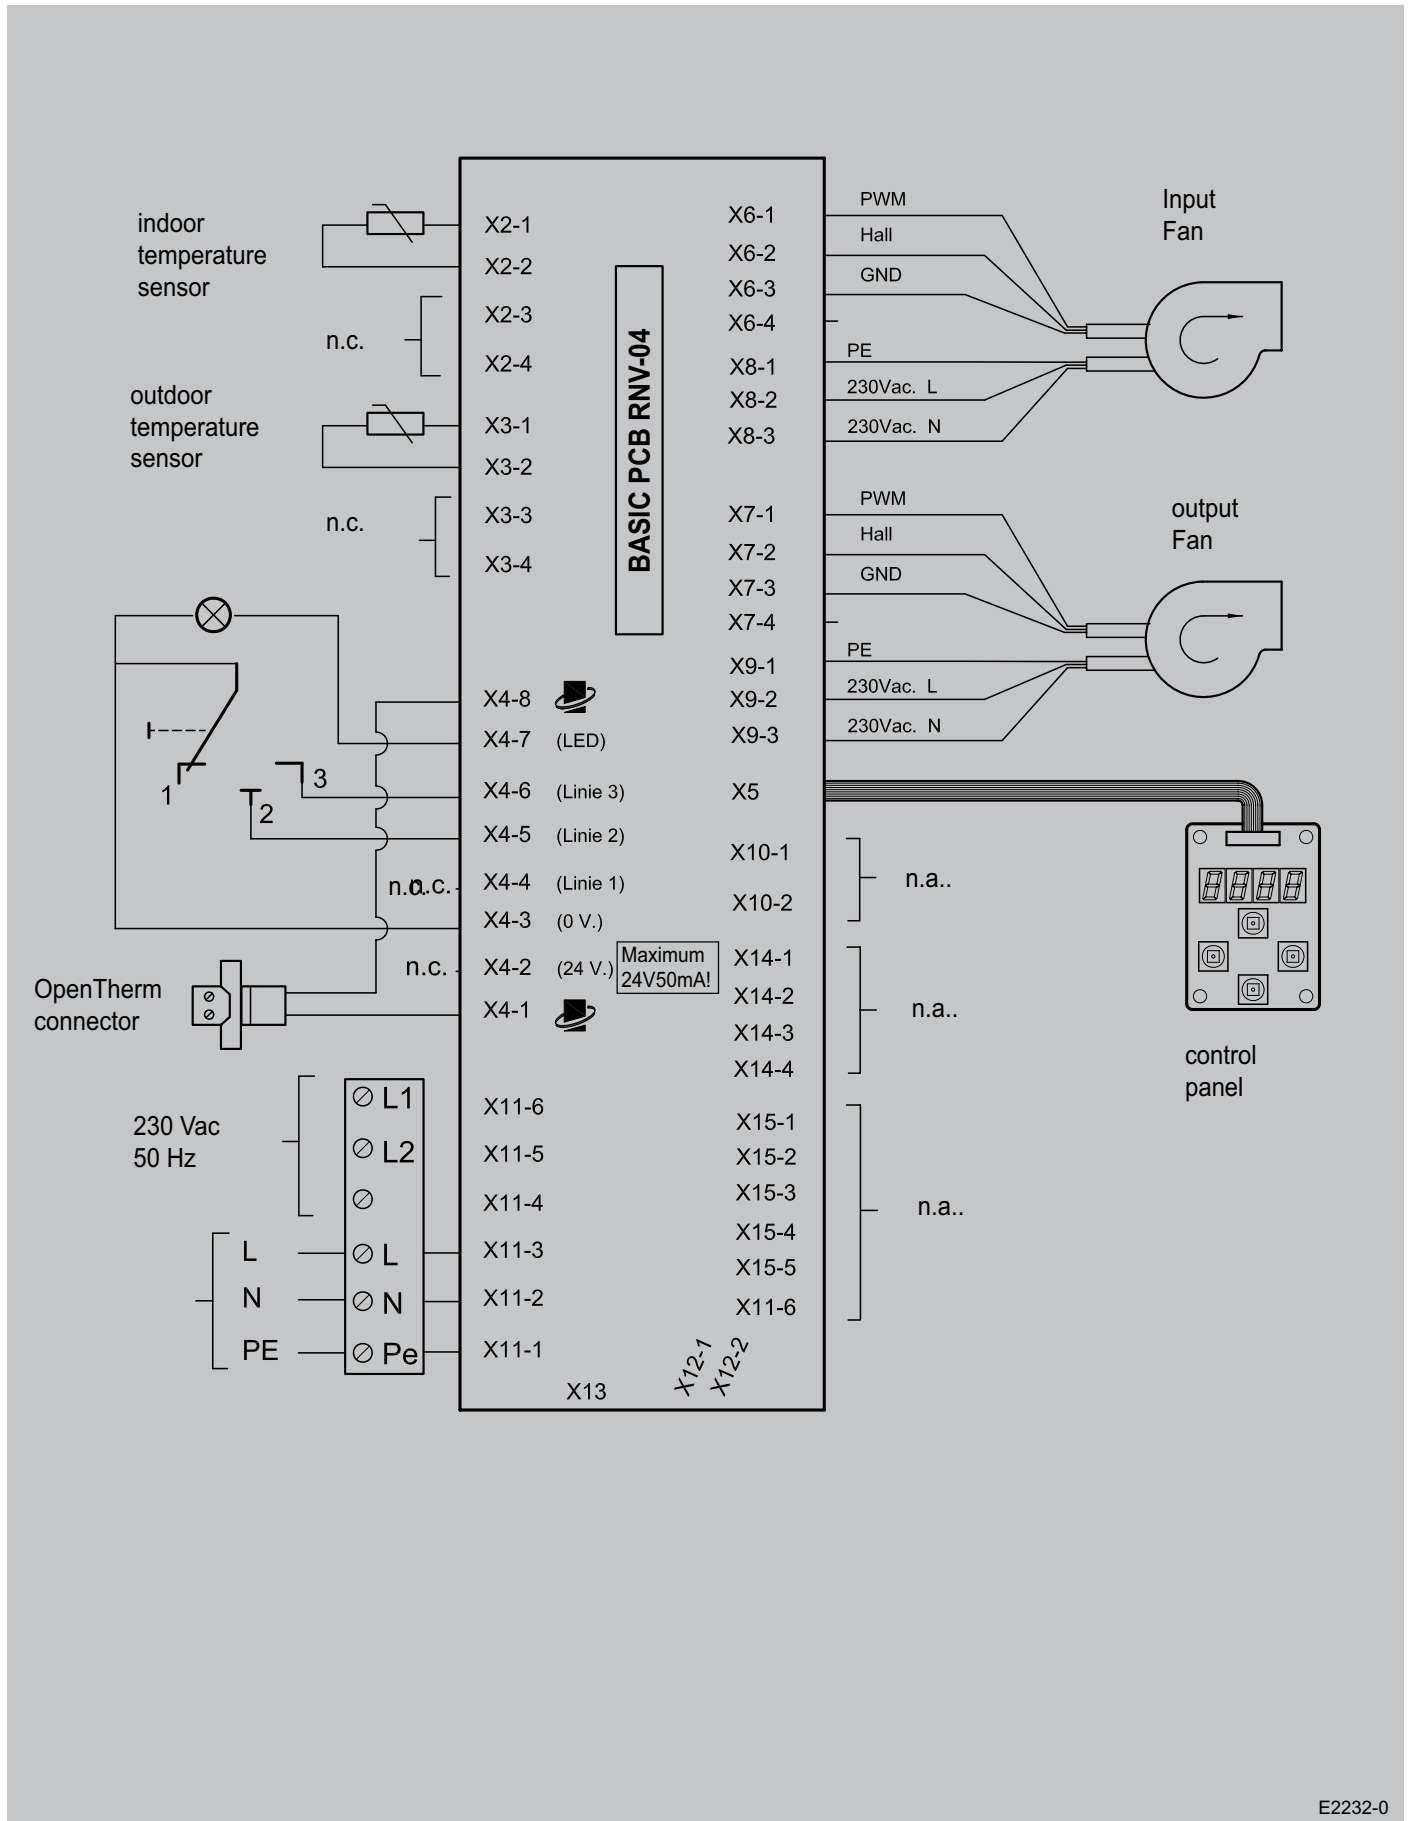 indoor
temperature
sensor
n.c.
outdoor
temperature
sensor
n.c.
1
2
3
n.c.
n.c.
n.c.
OpenTherm
connector
230 Vac
50 Hz
L
N
PE
L1
L2
L
N
Pe
X2-1
X2-2
X2-3
X2-4
X3-1
X3-2
X3-3
X3-4
X4-8
X4-7 (LED)
X4-6 (Linie 3)
X4-5 (Linie 2)
X4-4 (Linie 1)
X4-3 (0 V.)
X4-2 (24 V.)
Maximum
24V50mA!
X4-1
X11-6
X11-5
X11-4
X11-3
X11-2
X11-1
X13
X12-1
X12-2
BASIC PCB RNV-04
X6-1
X6-2
X6-3
X6-4
X8-1
X8-2
X8-3
X7-1
X7-2
X7-3
X7-4
X9-1
X9-2
X9-3
X5
X10-1
X10-2
X14-1
X14-2
X14-3
X14-4
X15-1
X15-2
X15-3
X15-4
X15-5
X11-6
PWM
Hall
GND
PE
230Vac. L
230Vac. N
Input
Fan
PWM
Hall
GND
PE
230Vac. L
230Vac. N
output
Fan
n.a..
n.a..
n.a..
8888
control
panel
E2232-0